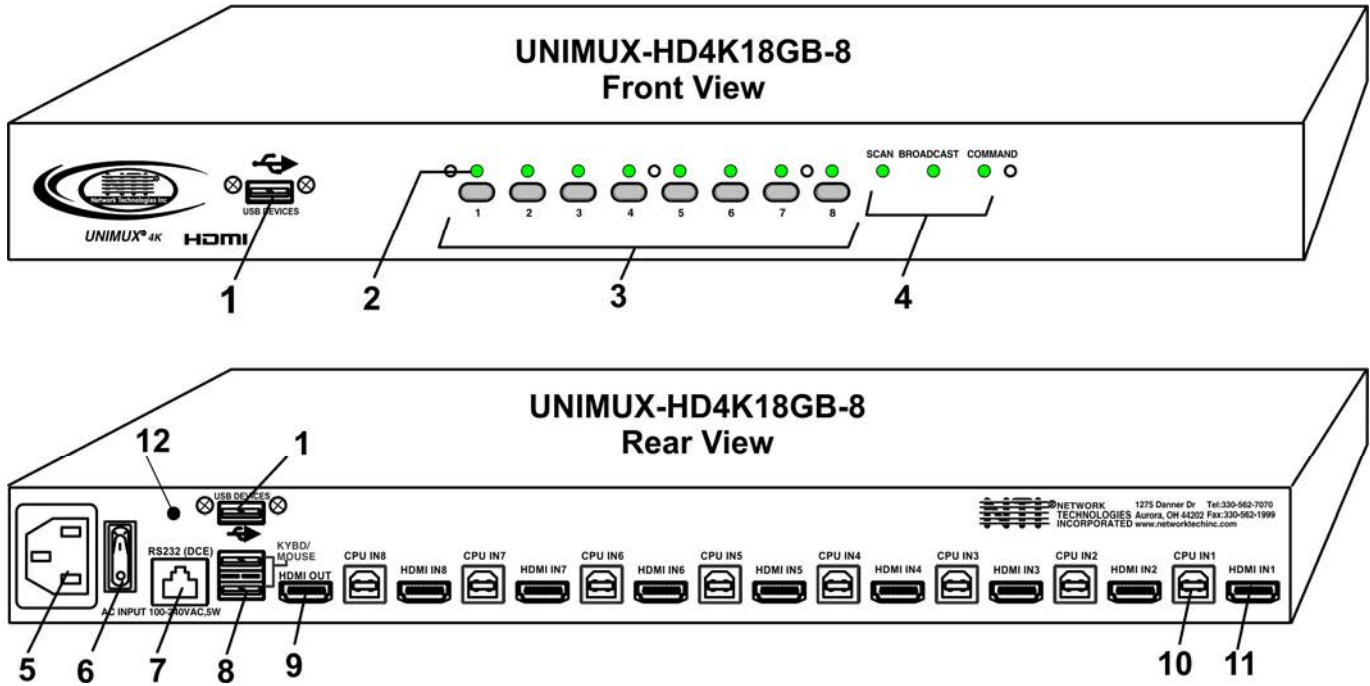 UNIMUX-HD4K18GB-8
Front View
SCAN BROADCAST COMMAND
NTI
Network Technologies Inc
USB DEVICES
1 2 3 4 5 6 7 8
UNIMUX® 4K HDMI
1 2 3 4
UNIMUX-HD4K18GB-8
Rear View
12 1
USB DEVICES
NTI® NETWORK TECHNOLOGIES INCORPORATED
1275 Danner Dr Tel:330-562-7070
Aurora, OH 44202 Fax:330-562-1999
www.networktechinc.com
RS232 (DCE)
KYBD/
MOUSE
HDMI OUT
CPU IN8 HDMI IN8 CPU IN7 HDMI IN7 CPU IN6 HDMI IN6 CPU IN5 HDMI IN5 CPU IN4 HDMI IN4 CPU IN3 HDMI IN3 CPU IN2 HDMI IN2 CPU IN1 HDMI IN1
AC INPUT 100-240VAC,5W
5 6 7 8 9 10 11